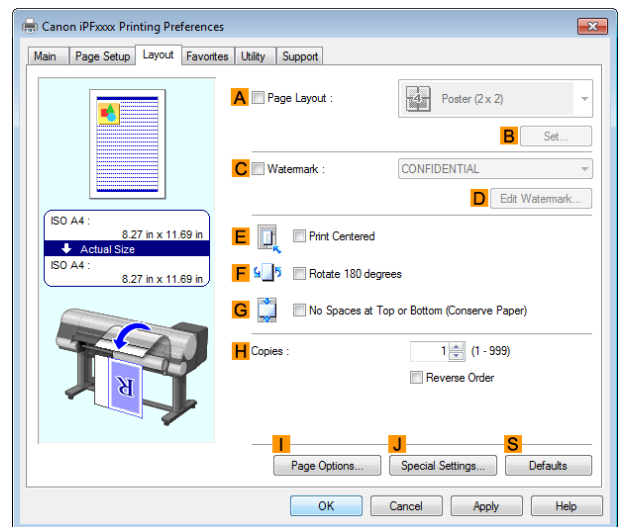 Canon iPFxxxx Printing Preferences
Main Page Setup Layout Favorites Utility Support
A Page Layout : 4 Poster (2 x 2)
B Set...
C Watermark : CONFIDENTIAL
D Edit Watermark...
ISO A4 :
8.27 in x 11.69 in
Actual Size
ISO A4 :
8.27 in x 11.69 in
R
E Print Centered
F Rotate 180 degrees
G No Spaces at Top or Bottom (Conserve Paper)
H Copies : 1 (1 - 999)
Reverse Order
I J S
Page Options... Special Settings... Defaults
OK Cancel Apply Help